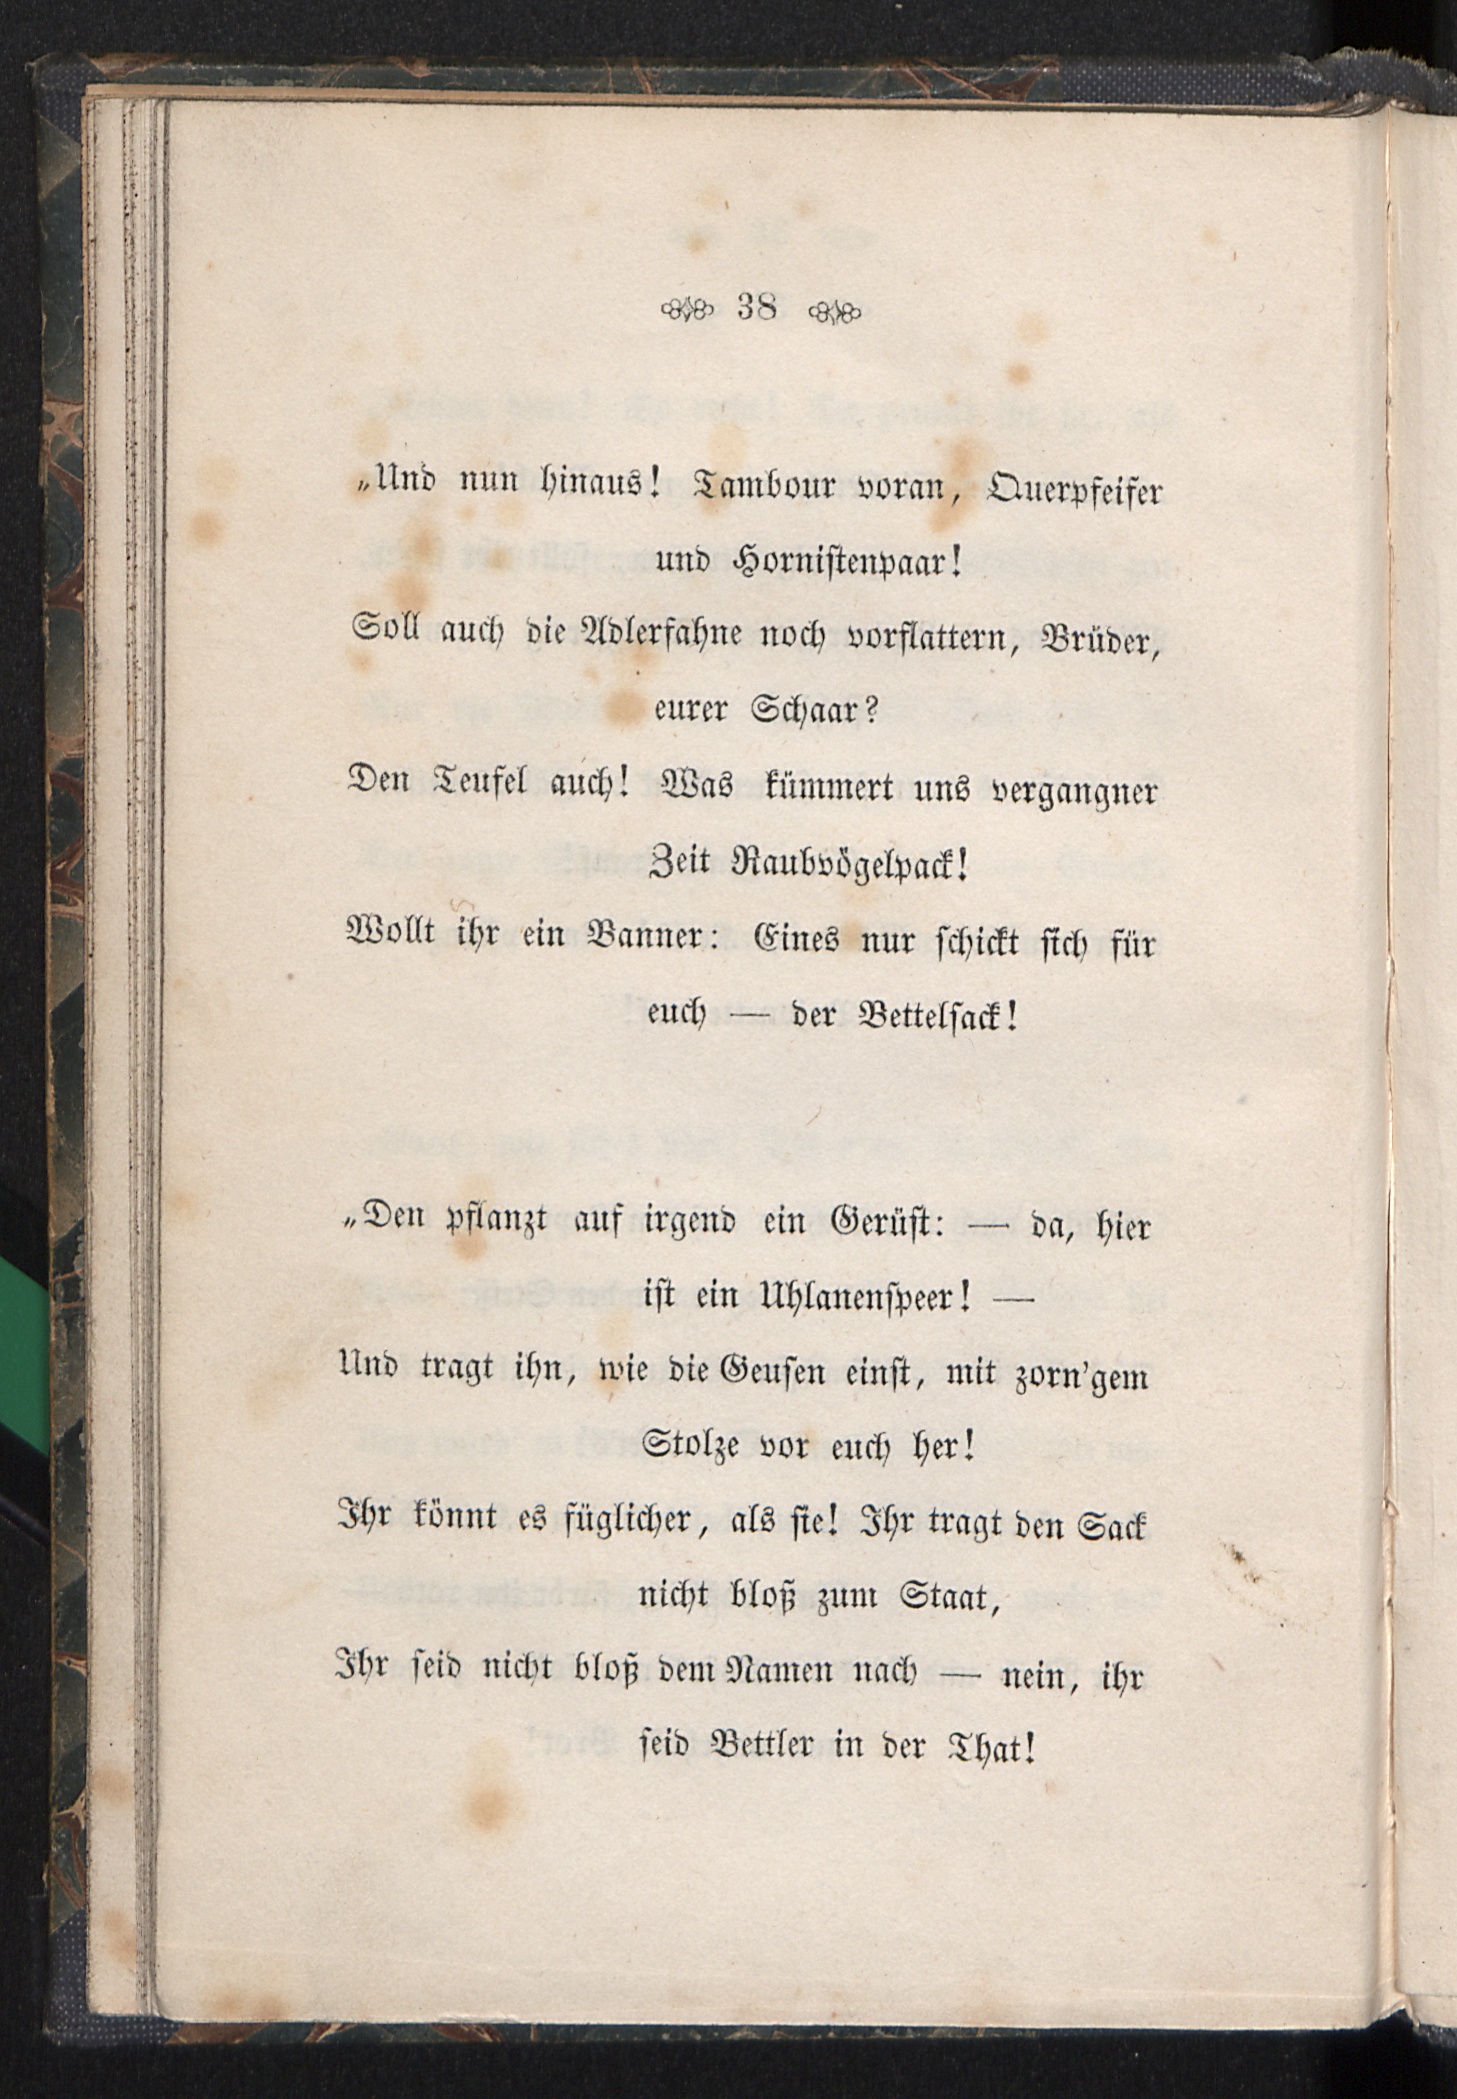 38
„Und nun hinaus! Tambour voran, Querpfeifer
und Hornistenpaar!
Soll auch die Adlerfahne noch vorflattern, Brüder,
eurer Schaar?
Den Teufel auch! Was kümmert uns vergangner
Zeit Raubvögelpack!
Wollt ihr ein Banner: Eines nur schickt sich für
euch — der Bettelsack!
„Den pflanzt auf irgend ein Gerüst: — da, hier
ist ein Uhlanenspeer! —
Und tragt ihn, wie die Geusen einst, mit zorn'gem
Stolze vor euch her!
Ihr könnt es füglicher, als sie! Ihr tragt den Sack
nicht bloß zum Staat,
Ihr seid nicht bloß dem Namen nach — nein, ihr
seid Bettler in der That!